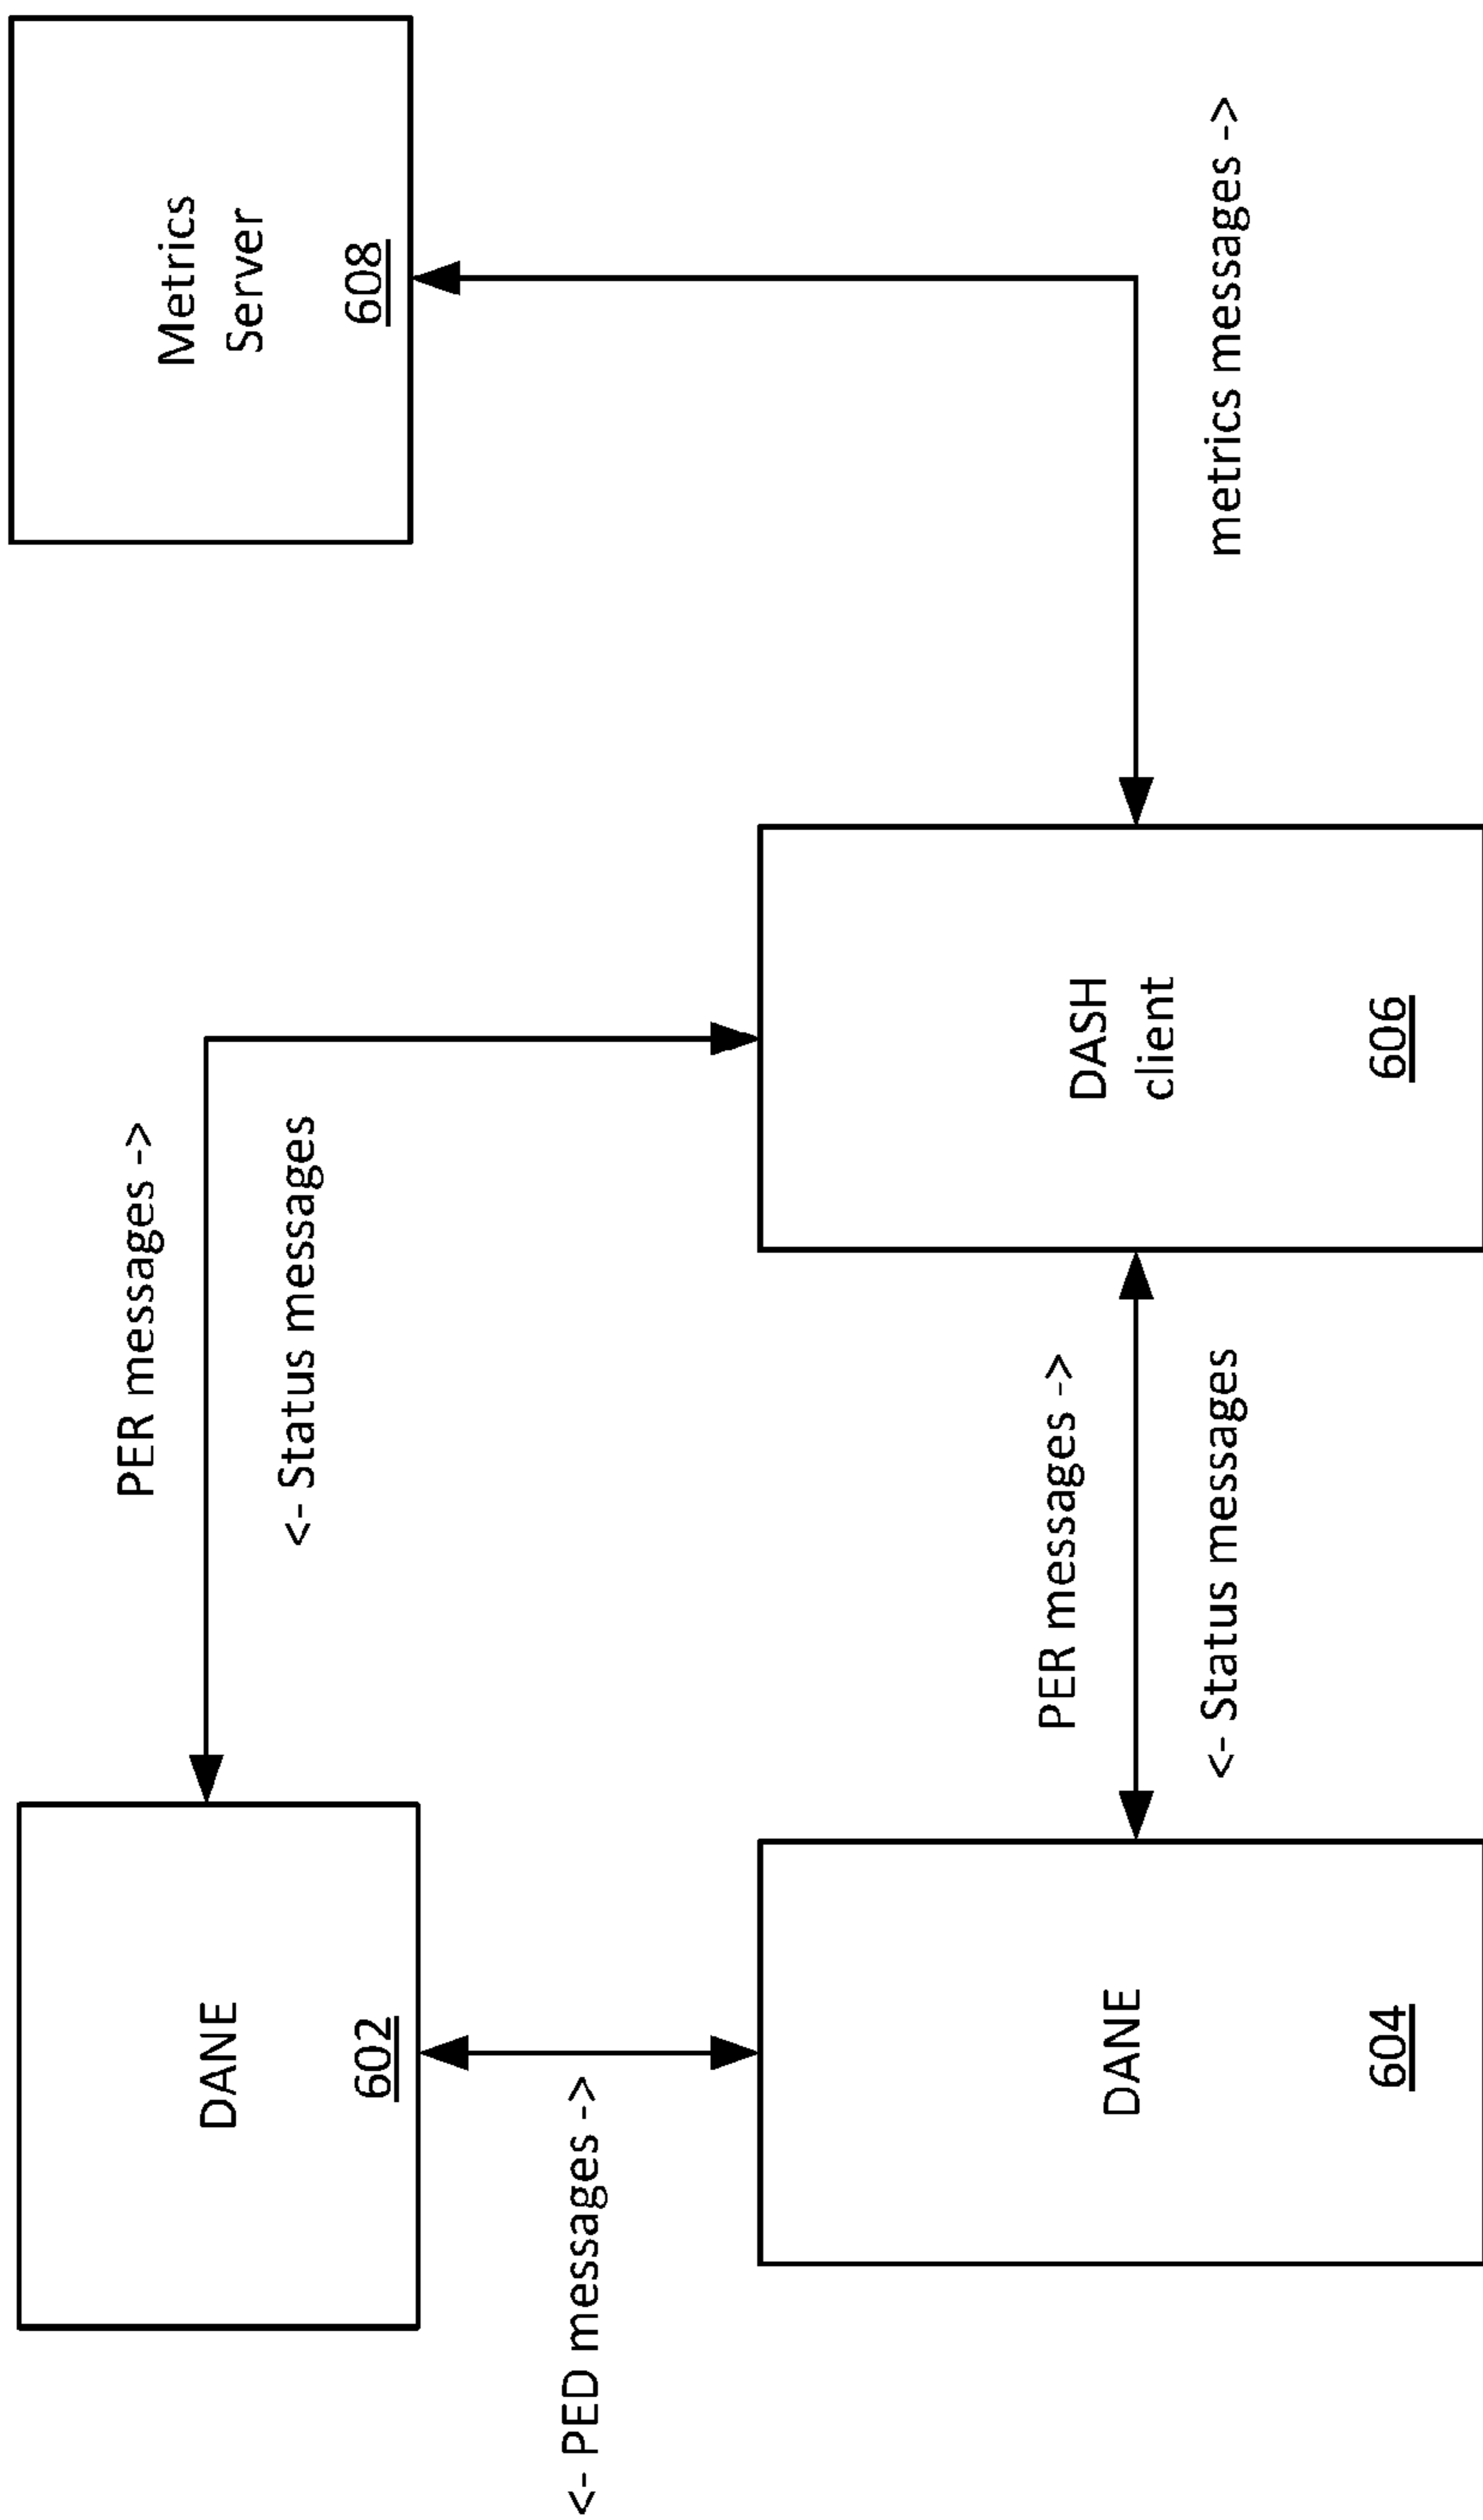 DANE
602
PER messages ->
<- Status messages
Metrics
Server
608
<- PED messages ->
DANE
604
PER messages ->
<- Status messages
DASH
client
606
metrics messages ->